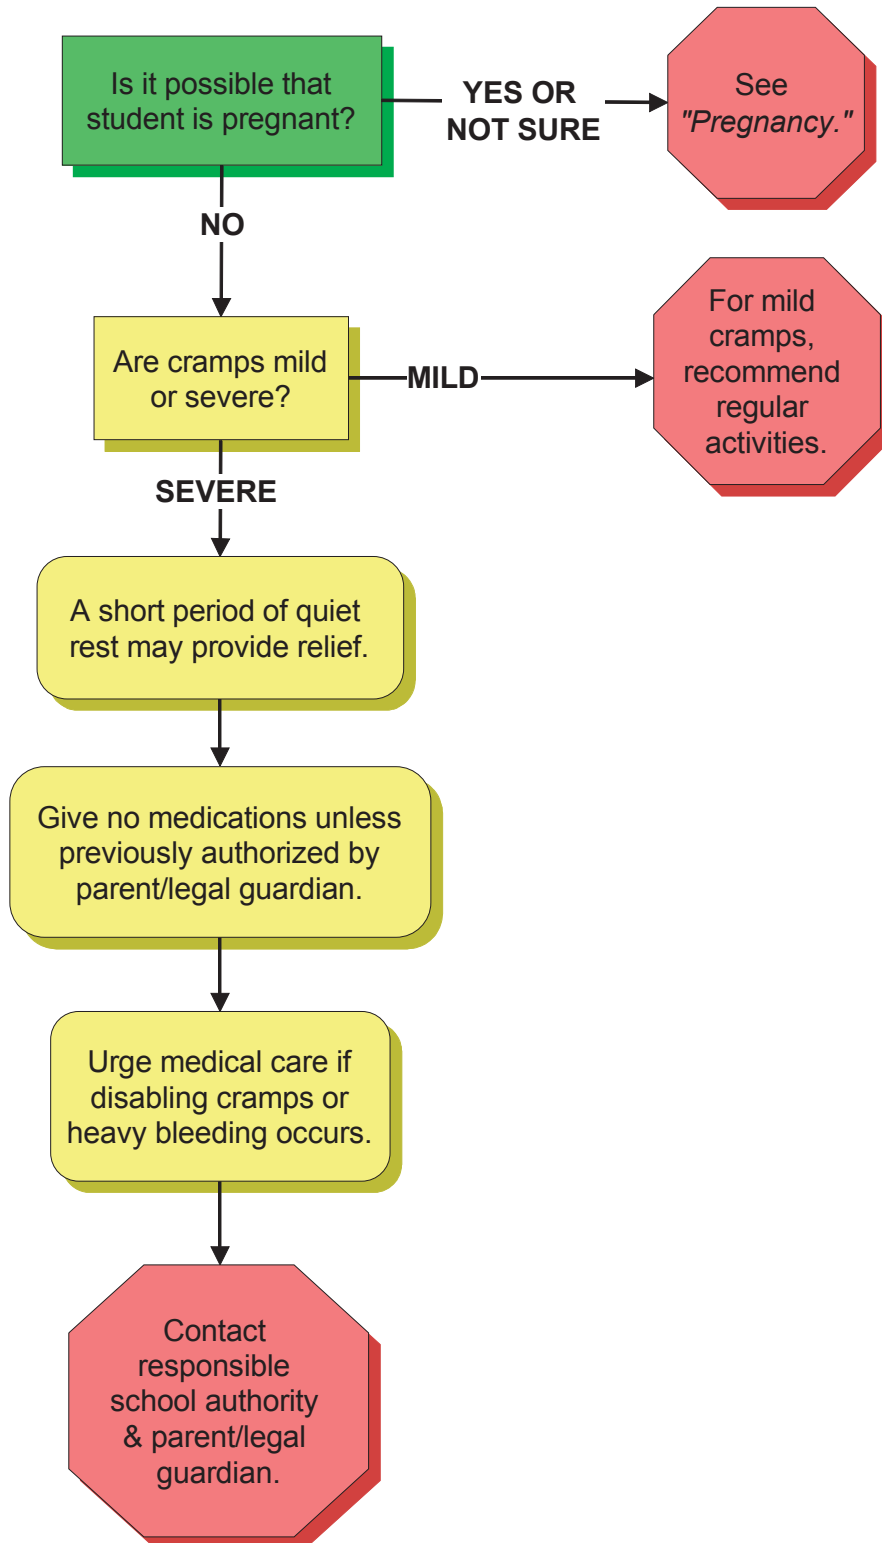 Is it possible that
student is pregnant?
YES OR
NOT SURE
See
"Pregnancy."
NO
Are cramps mild
or severe?
MILD
For mild
cramps,
recommend
regular
activities.
SEVERE
A short period of quiet
rest may provide relief.
Give no medications unless
previously authorized by
parent/legal guardian.
Urge medical care if
disabling cramps or
heavy bleeding occurs.
Contact
responsible
school authority
& parent/legal
guardian.